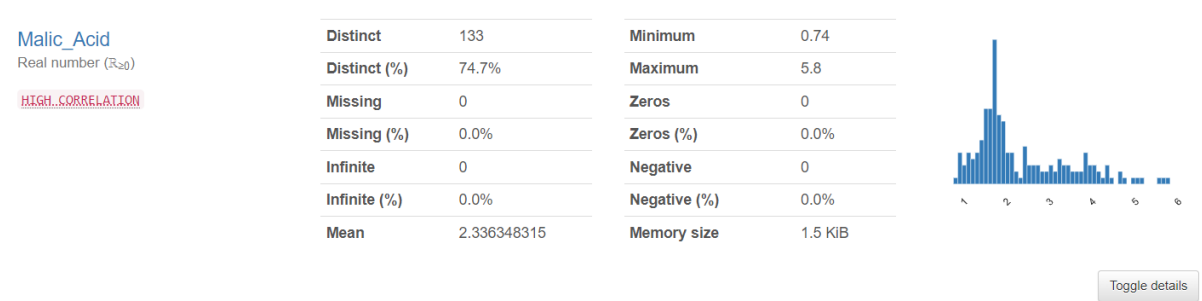 Malic_Acid
Real number (ℝ≥0)
HIGH CORRELATION
Distinct 133
Distinct (%) 74.7%
Missing 0
Missing (%) 0.0%
Infinite 0
Infinite (%) 0.0%
Mean 2.336348315
Minimum 0.74
Maximum 5.8
Zeros 0
Zeros (%) 0.0%
Negative 0
Negative (%) 0.0%
Memory size 1.5 KiB
1 2 3 4 5 6
Toggle details